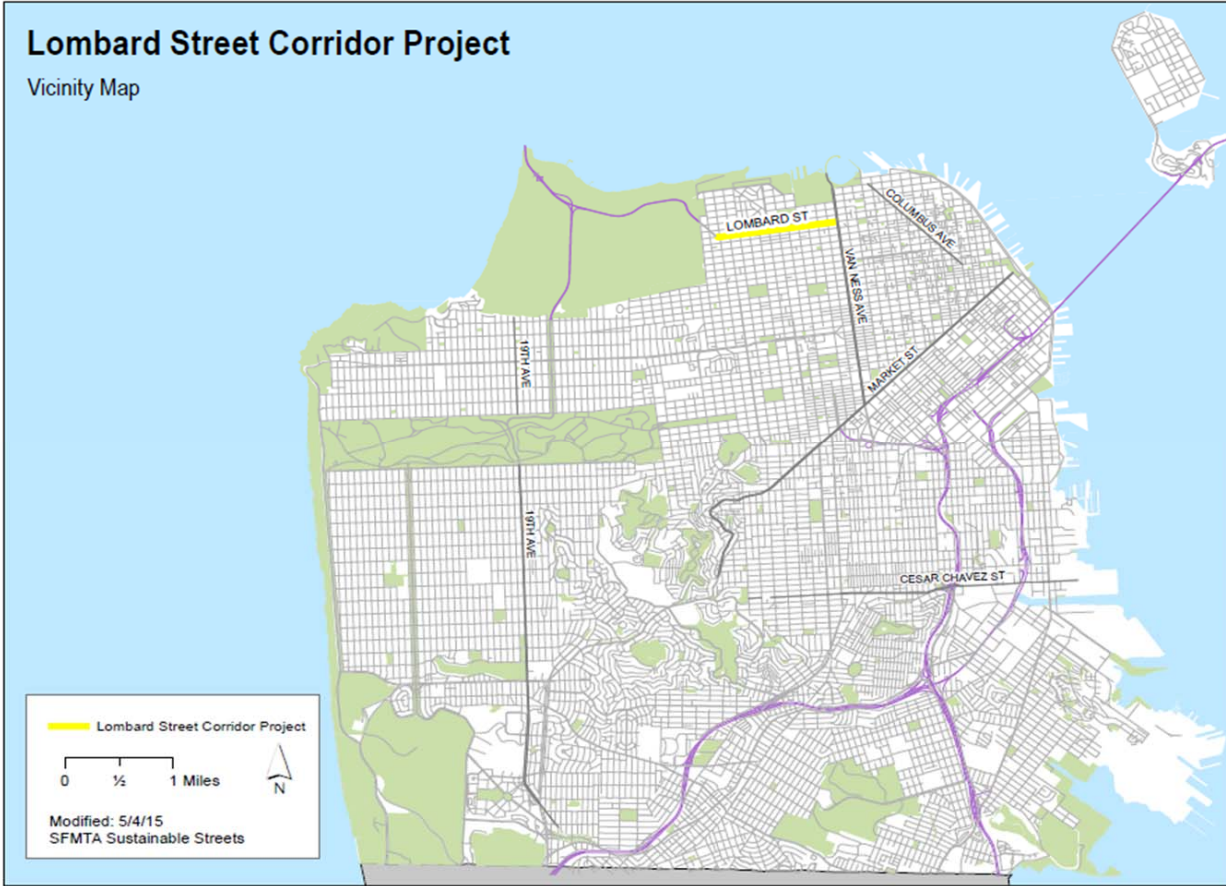 Lombard Street Corridor Project
Vicinity Map
LOMBARD ST
COLUMBUS AVE
VAN NESS AVE
MARKET ST
19TH AVE
19TH AVE
CESAR CHAVEZ ST
Lombard Street Corridor Project
0 ½ 1 Miles
N
Modified: 5/4/15
SFMTA Sustainable Streets